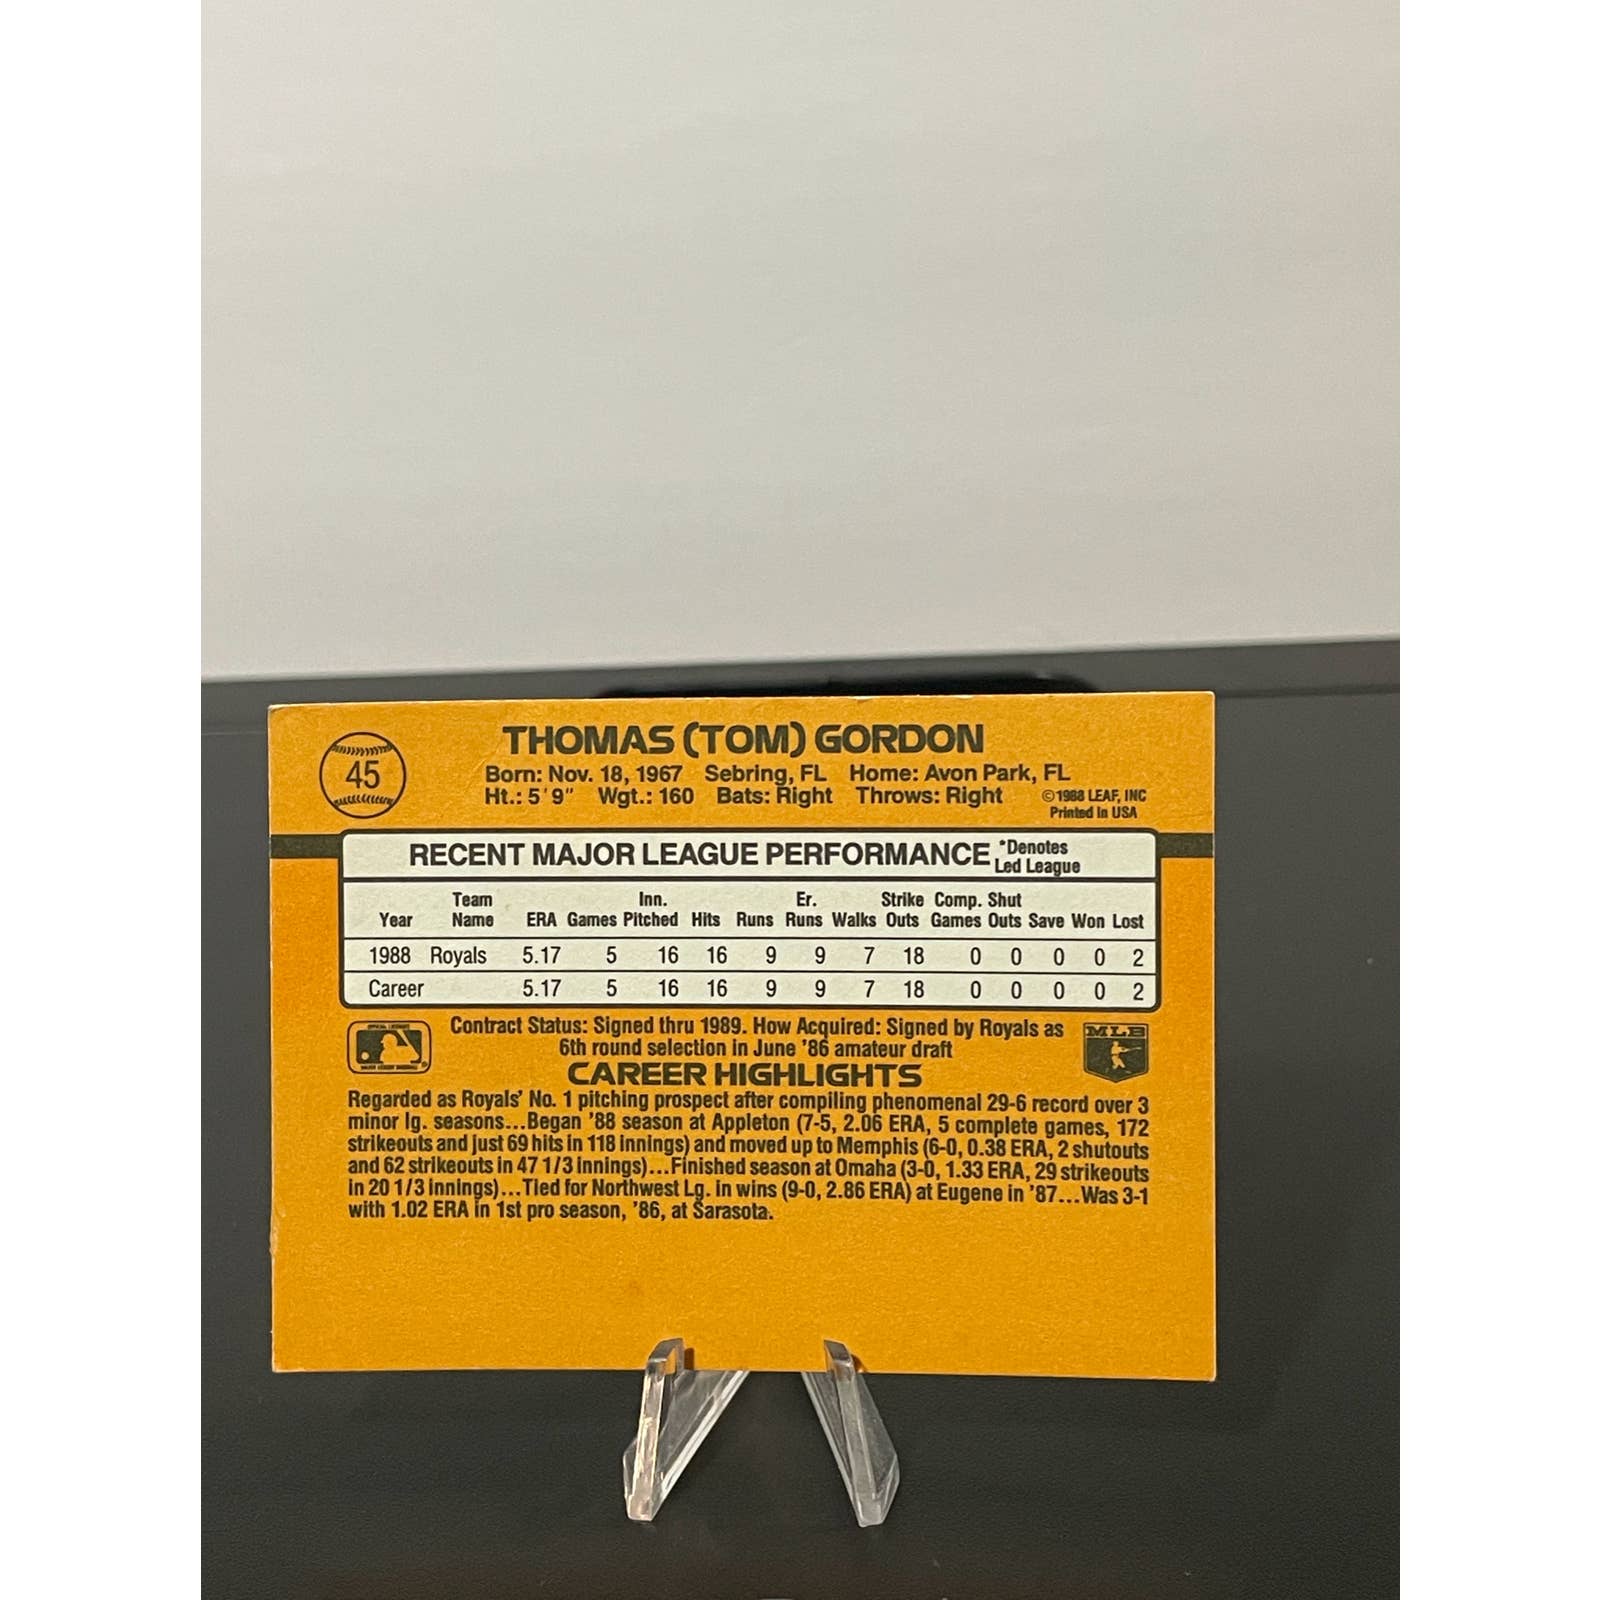 45
THOMAS (TOM) GORDON
Born: Nov. 18, 1967 Sebring, FL Home: Avon Park, FL
Ht.: 5'9" Wgt.: 160 Bats: Right Throws: Right ©1988 LEAF, INC
Printed In USA
RECENT MAJOR LEAGUE PERFORMANCE *Denotes
Led League
Team Inn. Er. Strike Comp. Shut
Year Name ERA Games Pitched Hits Runs Runs Walks Outs Games Outs Save Won Lost
1988 Royals 5.17 5 16 16 9 9 7 18 0 0 0 0 2
Career 5.17 5 16 16 9 9 7 18 0 0 0 0 2
Contract Status: Signed thru 1989. How Acquired: Signed by Royals as
6th round selection in June '86 amateur draft
MLB
CAREER HIGHLIGHTS
Regarded as Royals' No. 1 pitching prospect after compiling phenomenal 29-6 record over 3
minor lg. seasons...Began '88 season at Appleton (7-5, 2.06 ERA, 5 complete games, 172
strikeouts and just 69 hits in 118 innings) and moved up to Memphis (6-0, 0.38 ERA, 2 shutouts
and 62 strikeouts in 47 1/3 innings)...Finished season at Omaha (3-0, 1.33 ERA, 29 strikeouts
in 20 1/3 innings)...Tied for Northwest Lg. in wins (9-0, 2.86 ERA) at Eugene in '87...Was 3-1
with 1.02 ERA in 1st pro season, '86, at Sarasota.